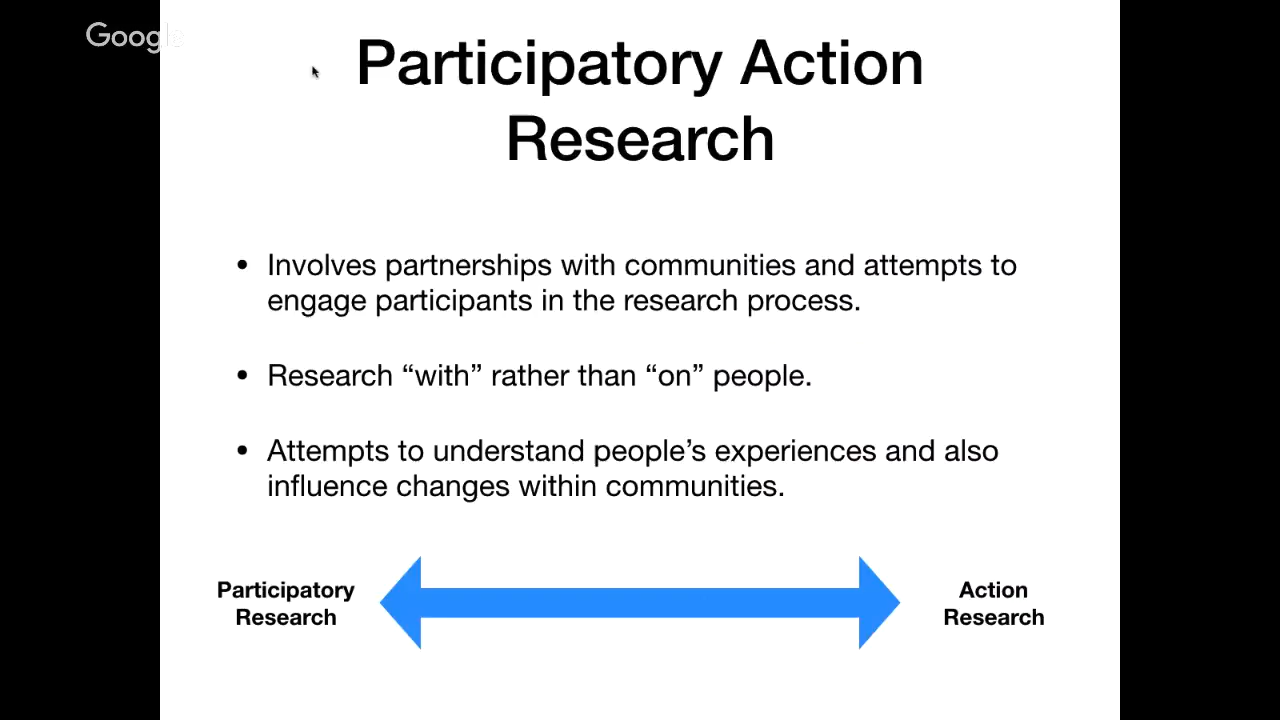 Google
Participatory Action
Research
• Involves partnerships with communities and attempts to
engage participants in the research process.
• Research “with” rather than “on” people.
• Attempts to understand people’s experiences and also
influence changes within communities.
Participatory
Research
Action
Research